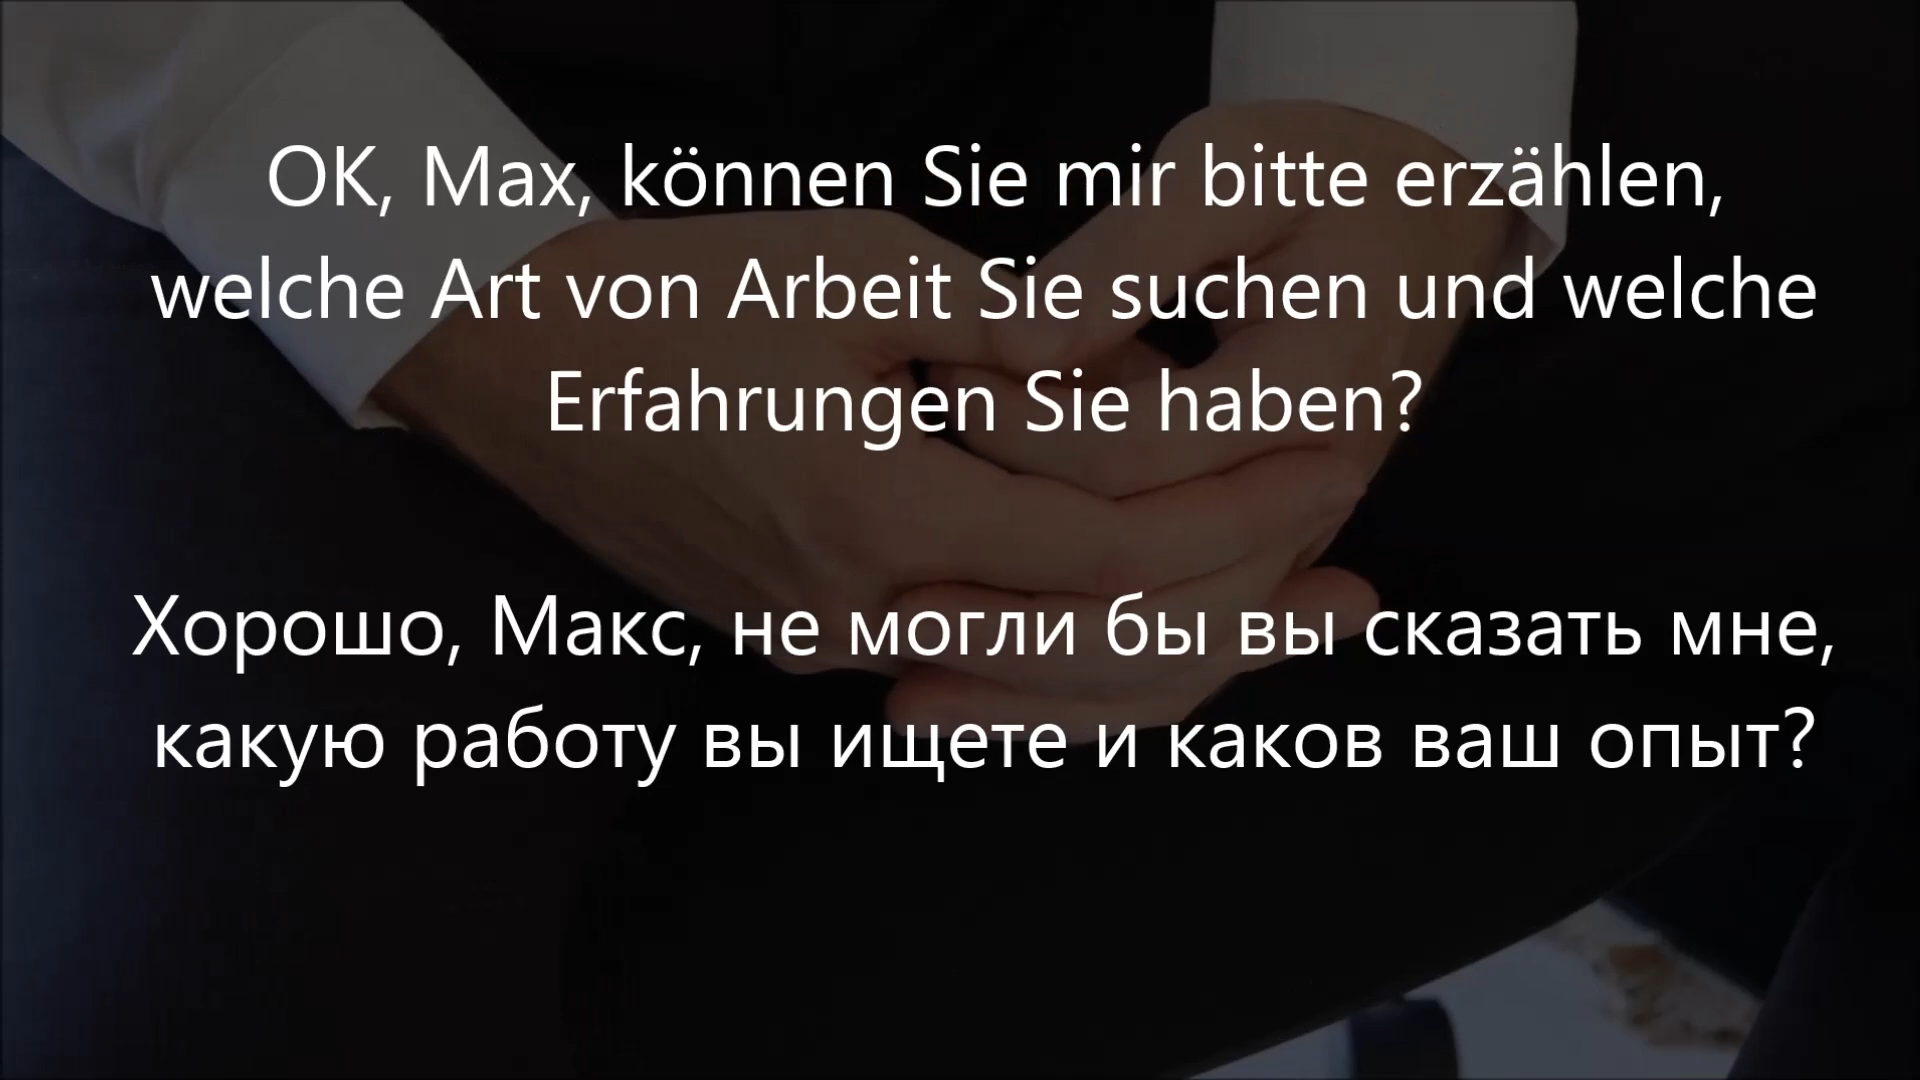 OK, Max, können Sie mir bitte erzählen,
welche Art von Arbeit Sie suchen und welche
Erfahrungen Sie haben?
Хорошо, Макс, не могли бы вы сказать мне,
какую работу вы ищете и каков ваш опыт?